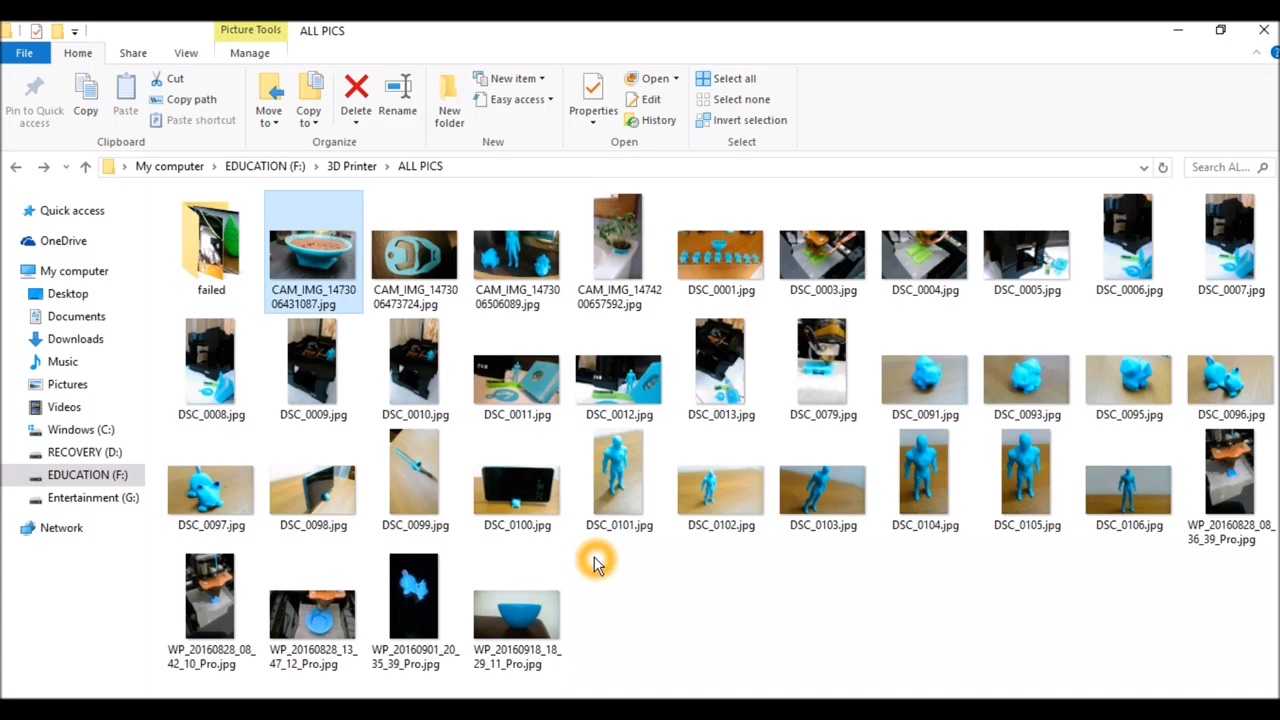 Picture Tools
ALL PICS
File
Home
Share
View
Manage
Pin to Quick access
Copy
Paste
Cut
Copy path
Paste shortcut
Clipboard
Move to
Copy to
Delete
Rename
Organize
New folder
New item
Easy access
New
Properties
Open
Edit
History
Open
Select all
Select none
Invert selection
Select
My computer
EDUCATION (F:)
3D Printer
ALL PICS
Search AL...
Quick access
OneDrive
My computer
Desktop
Documents
Downloads
Music
Pictures
Videos
Windows (C:)
RECOVERY (D:)
EDUCATION (F:)
Entertainment (G:)
Network
failed
CAM_IMG_14730
06431087.jpg
CAM_IMG_14730
06473724.jpg
CAM_IMG_14730
06506089.jpg
CAM_IMG_14742
00657592.jpg
DSC_0001.jpg
DSC_0003.jpg
DSC_0004.jpg
DSC_0005.jpg
DSC_0006.jpg
DSC_0007.jpg
DSC_0008.jpg
DSC_0009.jpg
DSC_0010.jpg
DSC_0011.jpg
DSC_0012.jpg
DSC_0013.jpg
DSC_0079.jpg
DSC_0091.jpg
DSC_0093.jpg
DSC_0095.jpg
DSC_0096.jpg
DSC_0097.jpg
DSC_0098.jpg
DSC_0099.jpg
DSC_0100.jpg
DSC_0101.jpg
DSC_0102.jpg
DSC_0103.jpg
DSC_0104.jpg
DSC_0105.jpg
DSC_0106.jpg
WP_20160828_08_
36_39_Pro.jpg
WP_20160828_08_
42_10_Pro.jpg
WP_20160828_13_
47_12_Pro.jpg
WP_20160901_20_
35_39_Pro.jpg
WP_20160918_18_
29_11_Pro.jpg